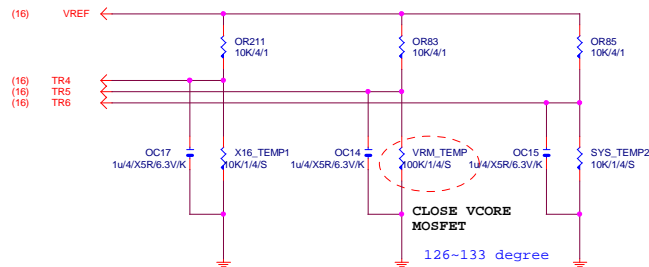 (16) VREF
OR211
10K/4/1
OR83
10K/4/1
OR85
10K/4/1
(16) TR4
(16) TR5
(16) TR6
OC17
1u/4/X5R/6.3V/K
X16_TEMP1
10K/1/4/S
OC14
1u/4/X5R/6.3V/K
VRM_TEMP
100K/1/4/S
OC15
1u/4/X5R/6.3V/K
SYS_TEMP2
10K/1/4/S
CLOSE VCORE
MOSFET
126~133 degree